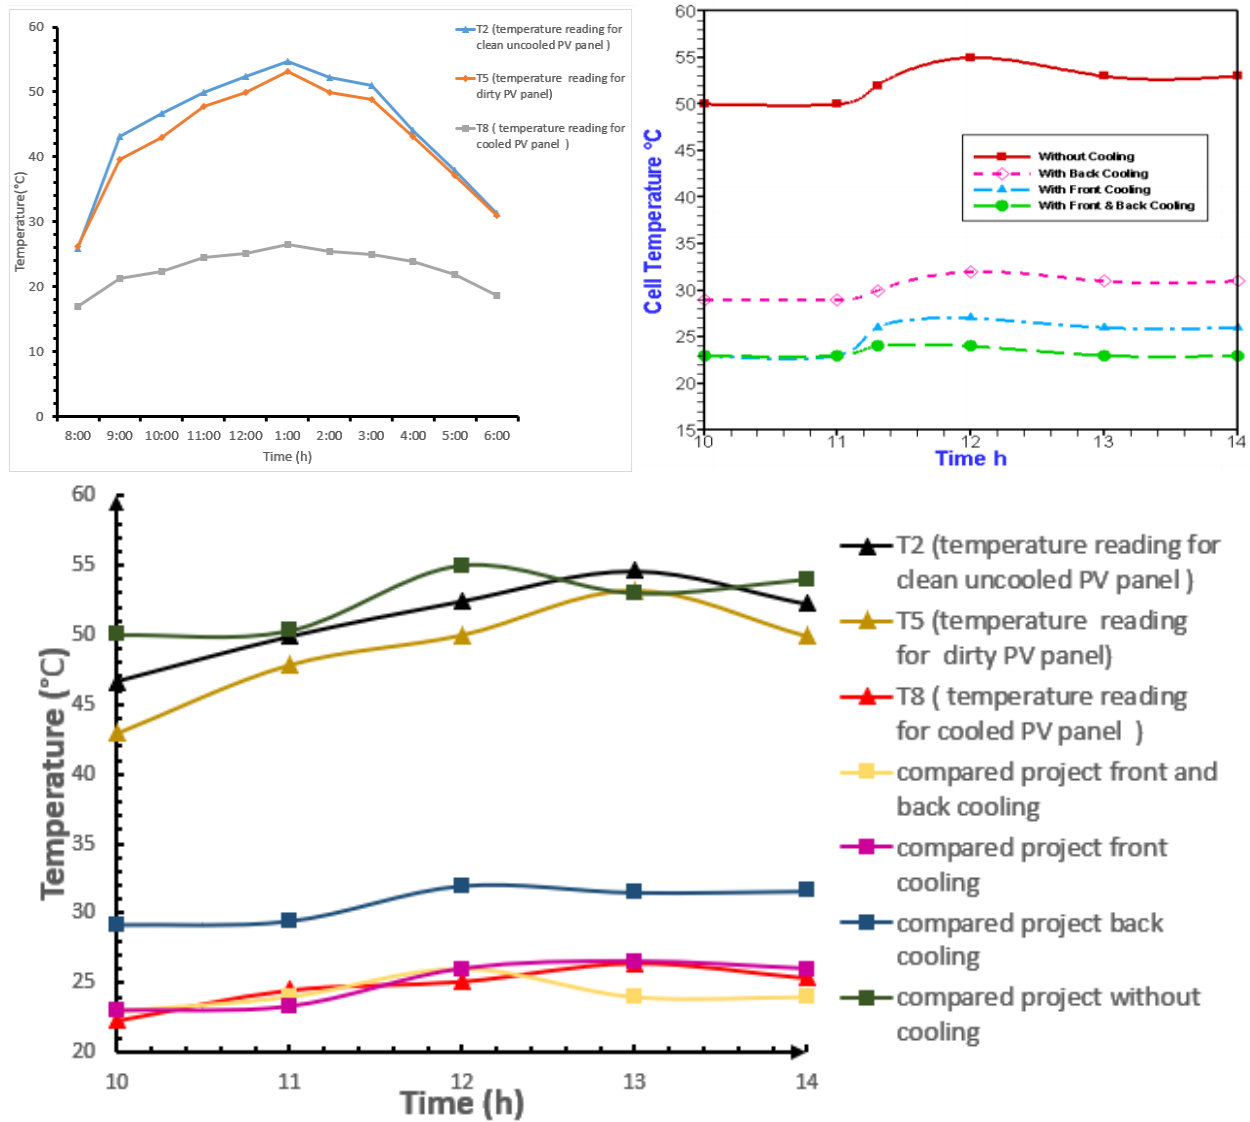 60
50
40
30
20
10
0
Temperature(°C)
8:00 9:00 10:00 11:00 12:00 1:00 2:00 3:00 4:00 5:00 6:00
Time (h)
T2 (temperature reading for
clean uncooled PV panel )
T5 (temperature reading for
dirty PV panel)
T8 ( temperature reading for
cooled PV panel )
60
55
50
45
40
35
30
25
20
15
Cell Temperature °C
10 11 12 13 14
Time h
Without Cooling
With Back Cooling
With Front Cooling
With Front & Back Cooling
60
55
50
45
40
35
30
25
20
Temperature (°C)
10 11 12 13 14
Time (h)
T2 (temperature reading for
clean uncooled PV panel )
T5 (temperature reading
for dirty PV panel)
T8 ( temperature reading
for cooled PV panel )
compared project front and
back cooling
compared project front
cooling
compared project back
cooling
compared project without
cooling